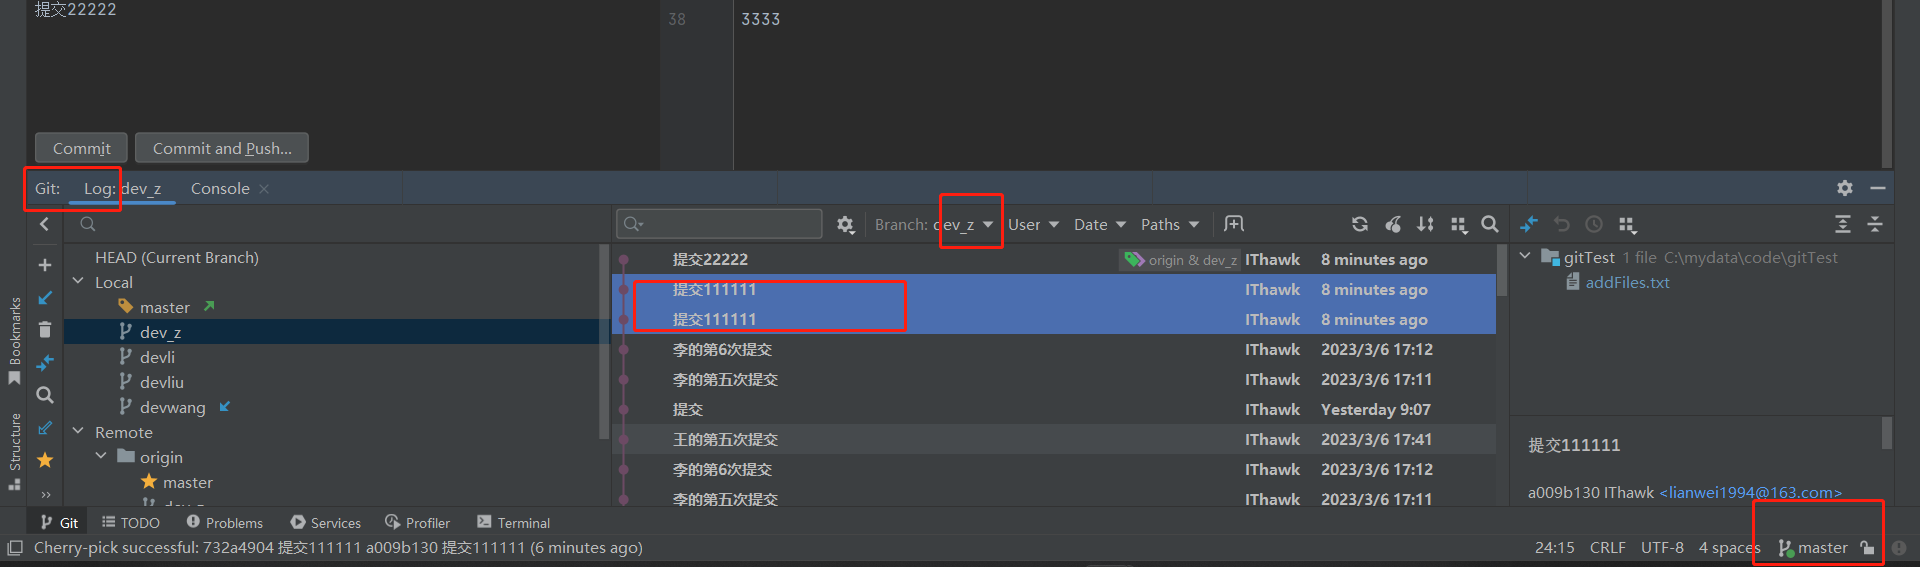 提交22222
38 3333
Commit Commit and Push...
Git: Log: dev_z Console
Branch: dev_z User Date Paths
HEAD (Current Branch)
Local
master
dev_z
devli
devliu
devwang
Remote
origin
master
提交22222 origin & dev_z IThawk 8 minutes ago
提交111111 IThawk 8 minutes ago
提交111111 IThawk 8 minutes ago
李的第6次提交 IThawk 2023/3/6 17:12
李的第五次提交 IThawk 2023/3/6 17:11
提交 IThawk Yesterday 9:07
王的第五次提交 IThawk 2023/3/6 17:41
李的第6次提交 IThawk 2023/3/6 17:12
李的第五次提交 IThawk 2023/3/6 17:11
gitTest 1 file C:\mydata\code\gitTest
addFiles.txt
提交111111
a009b130 IThawk <lianwei1994@163.com>
Bookmarks
Structure
Git TODO Problems Services Profiler Terminal
Cherry-pick successful: 732a4904 提交111111 a009b130 提交111111 (6 minutes ago) 24:15 CRLF UTF-8 4 spaces master